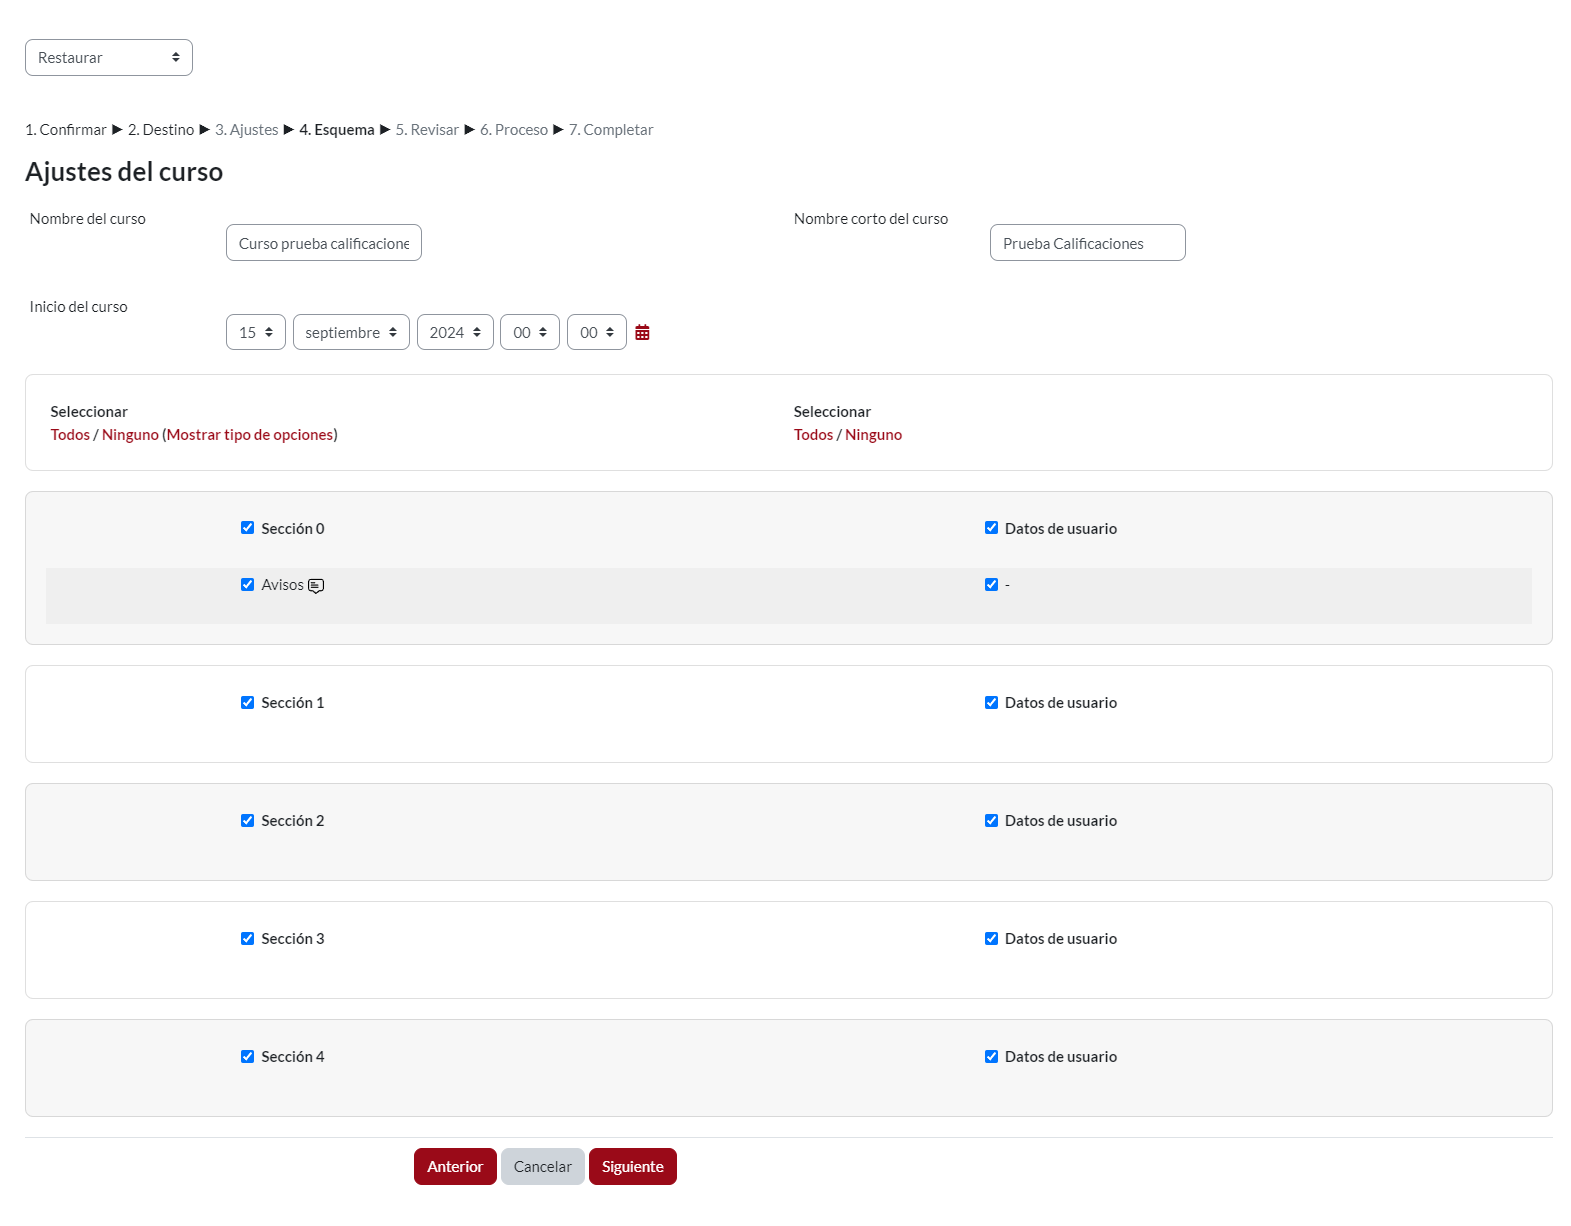 Restaurar
1. Confirmar ► 2. Destino ► 3. Ajustes ► 4. Esquema ► 5. Revisar ► 6. Proceso ► 7. Completar
Ajustes del curso
Nombre del curso
Curso prueba calificacione
Nombre corto del curso
Prueba Calificaciones
Inicio del curso
15 septiembre 2024 00 00
Seleccionar Seleccionar
Todos / Ninguno (Mostrar tipo de opciones) Todos / Ninguno
Sección 0 Datos de usuario
Avisos -
Sección 1 Datos de usuario
Sección 2 Datos de usuario
Sección 3 Datos de usuario
Sección 4 Datos de usuario
Anterior Cancelar Siguiente